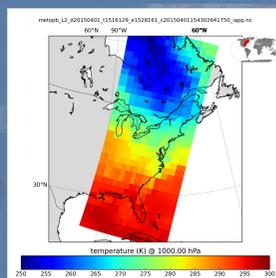 metopb_L2_d20150401_t1516129_e1528161_c20150401154302641750_iapp.nc
60°N 90°W 60°W
30°N
temperature (K) @ 1000.00 hPa
250 255 260 265 270 275 280 285 290 295 300